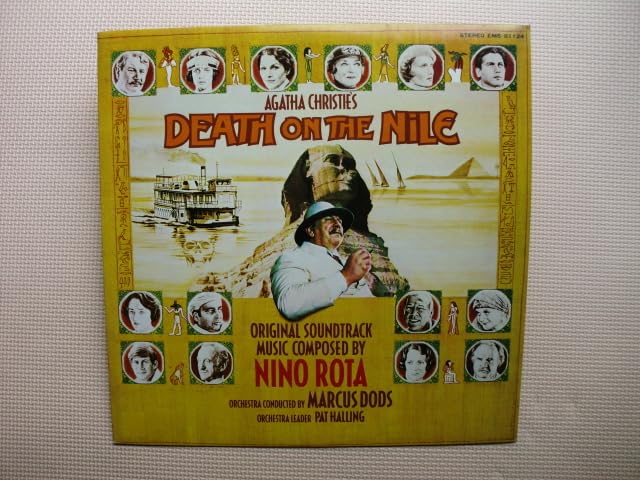 STEREO EMS-81124
AGATHA CHRISTIE'S
DEATH ON THE NILE
ORIGINAL SOUNDTRACK
MUSIC COMPOSED BY
NINO ROTA
ORCHESTRA CONDUCTED BY MARCUS DODS
ORCHESTRA LEADER PAT HALLING